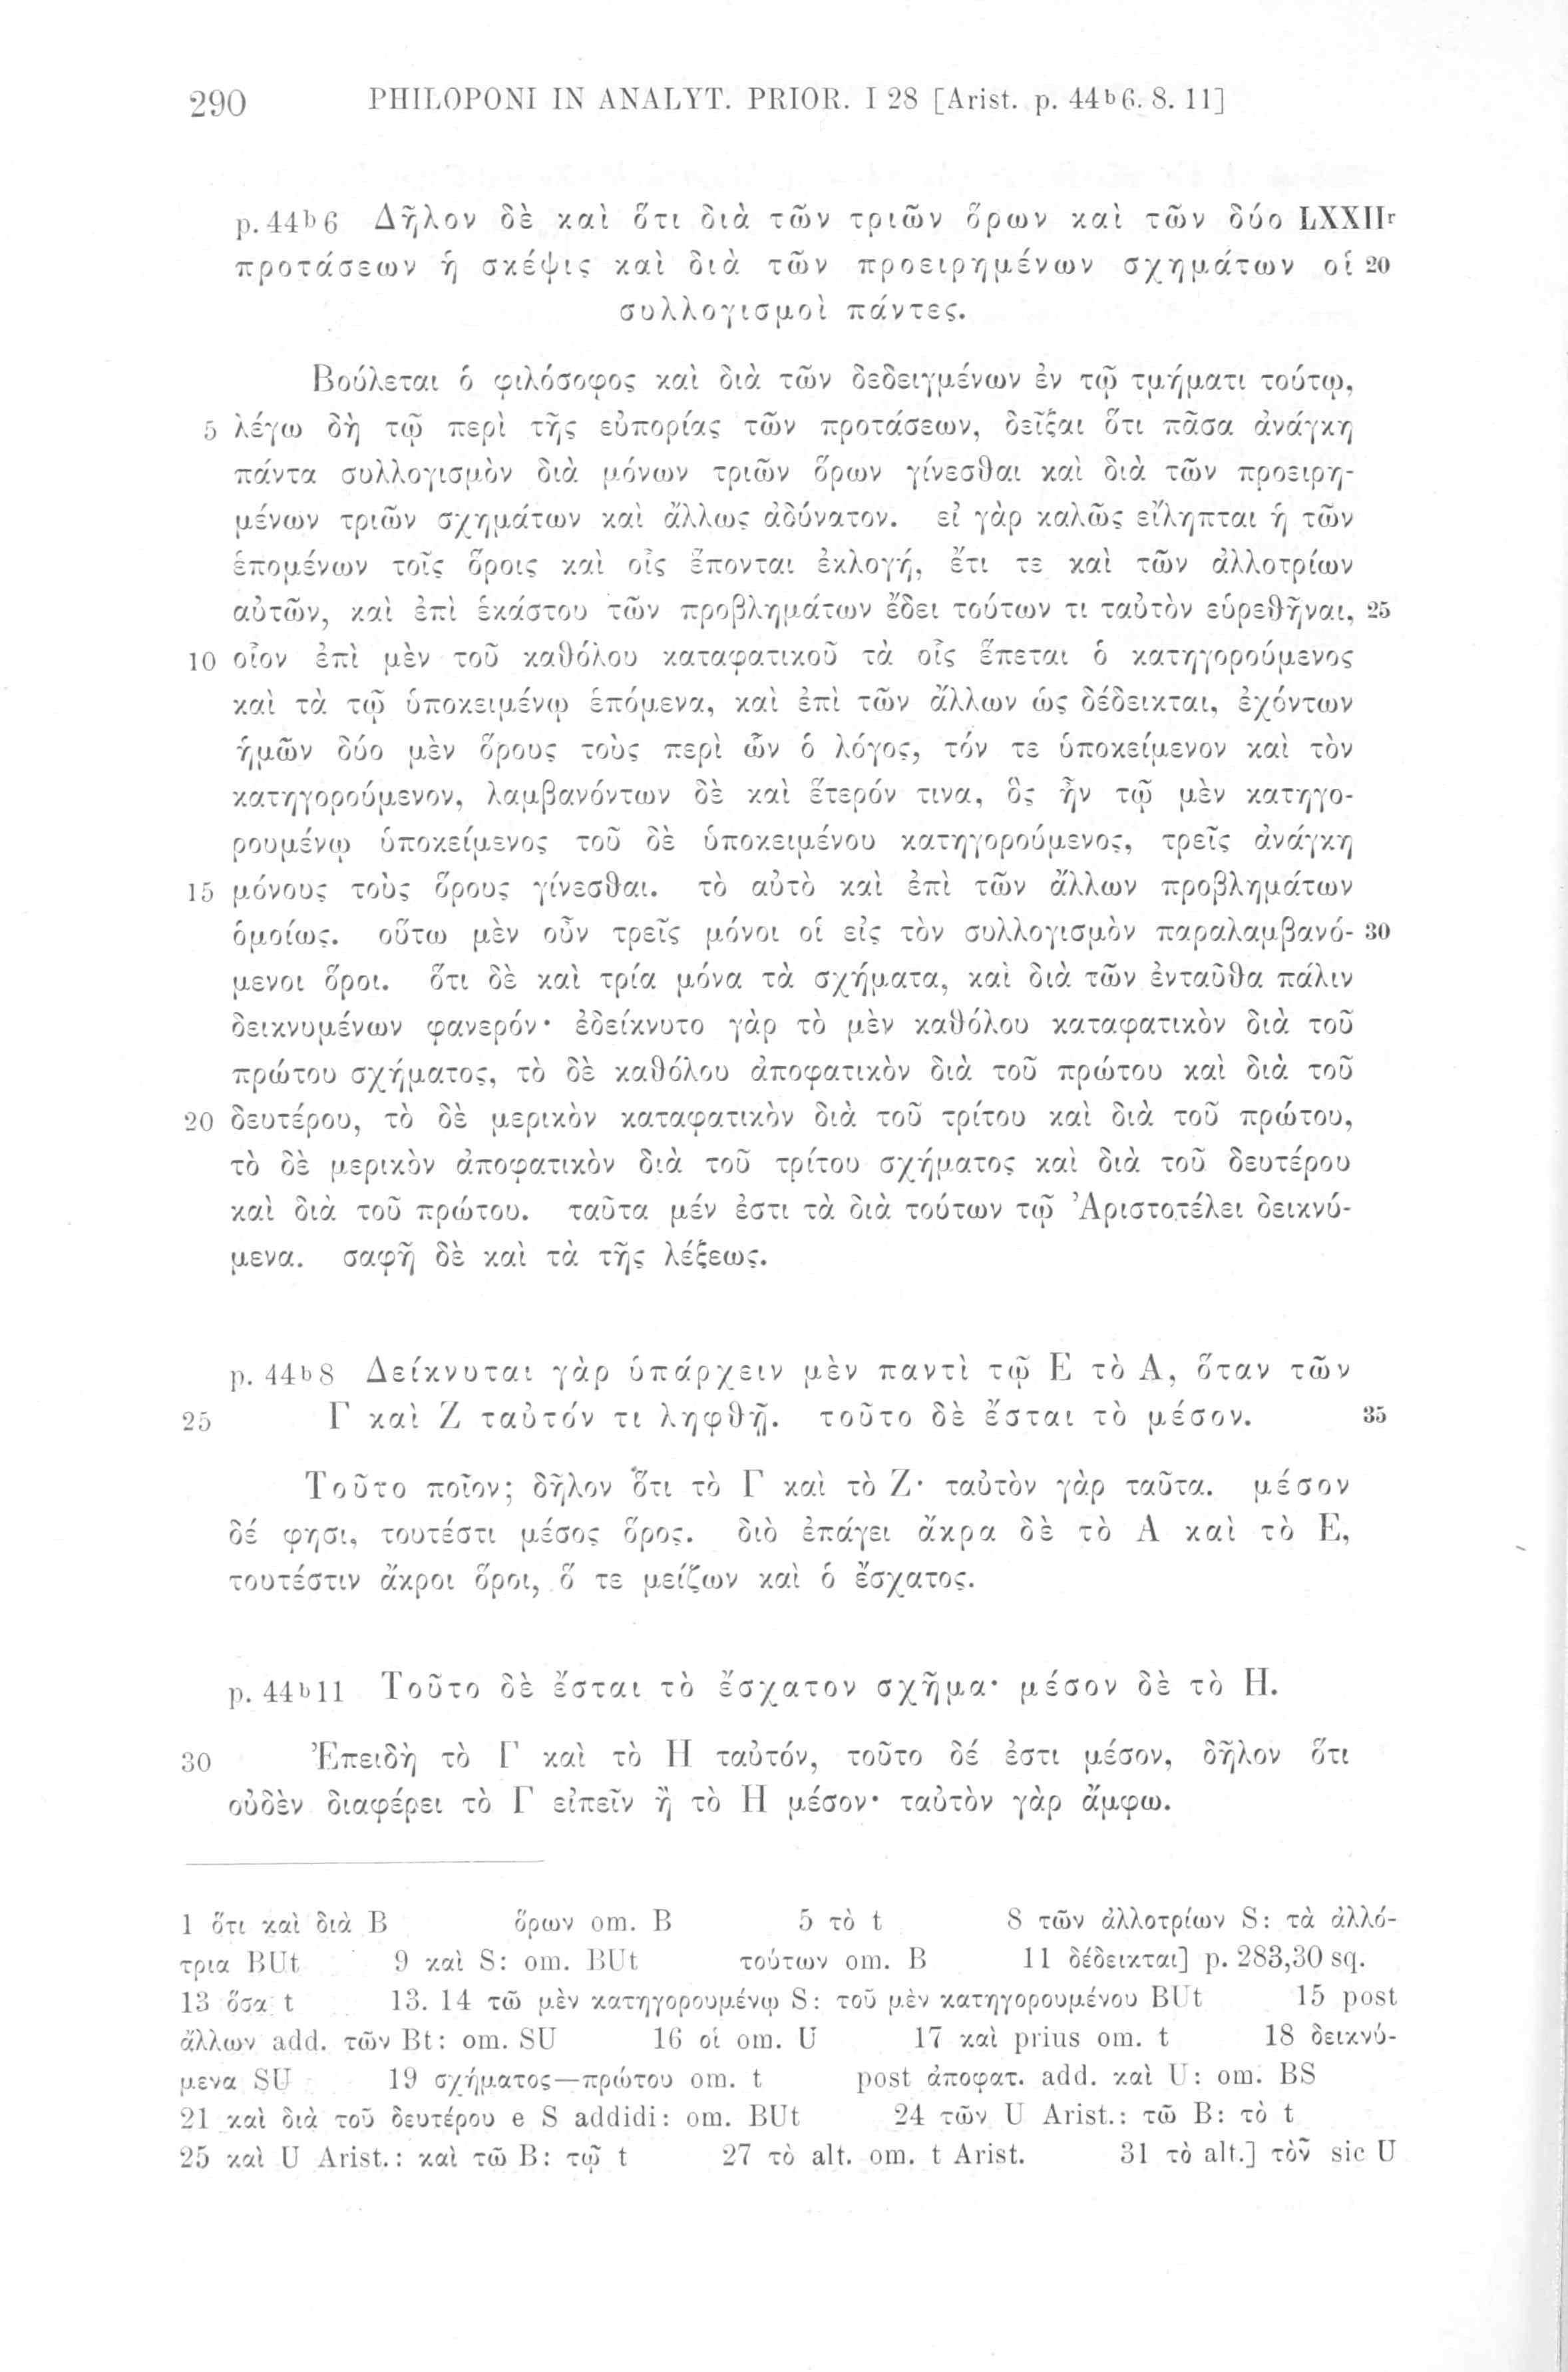 290 PHILOPONI IN ANALYT. PRIOR. I 28 [Arist. p. 44b6. 8. 11]
p. 44b6 Δῆλον δὲ καὶ ὅτι διὰ τῶν τριῶν ὅρων καὶ τῶν δύο LXXIIr
προτάσεων ἡ σκέψις καὶ διὰ τῶν προειρημένων σχημάτων οἱ 20
συλλογισμοὶ πάντες.
Βούλεται ὁ φιλόσοφος καὶ διὰ τῶν δεδειγμένων ἐν τῷ τμήματι τούτῳ,
5 λέγω δὴ τῷ περὶ τῆς εὐπορίας τῶν προτάσεων, δεῖξαι ὅτι πᾶσα ἀνάγκη
πάντα συλλογισμὸν διὰ μόνων τριῶν ὅρων γίνεσθαι καὶ διὰ τῶν προειρη-
μένων τριῶν σχημάτων καὶ ἄλλως ἀδύνατον. εἰ γὰρ καλῶς εἴληπται ἡ τῶν
ἑπομένων τοῖς ὅροις καὶ οἷς ἕπονται ἐκλογή, ἔτι τε καὶ τῶν ἀλλοτρίων
αὐτῶν, καὶ ἐπὶ ἑκάστου τῶν προβλημάτων ἔδει τούτων τι ταὐτὸν εὑρεθῆναι, 25
10 οἷον ἐπὶ μὲν τοῦ καθόλου καταφατικοῦ τὰ οἷς ἕπεται ὁ κατηγορούμενος
καὶ τὰ τῷ ὑποκειμένῳ ἑπόμενα, καὶ ἐπὶ τῶν ἄλλων ὡς δέδεικται, ἐχόντων
ἡμῶν δύο μὲν ὅρους τοὺς περὶ ὧν ὁ λόγος, τόν τε ὑποκείμενον καὶ τὸν
κατηγορούμενον, λαμβανόντων δὲ καὶ ἕτερόν τινα, ὃς ἦν τῷ μὲν κατηγο-
ρουμένῳ ὑποκείμενος τοῦ δὲ ὑποκειμένου κατηγορούμενος, τρεῖς ἀνάγκη
15 μόνους τοὺς ὅρους γίνεσθαι. τὸ αὐτὸ καὶ ἐπὶ τῶν ἄλλων προβλημάτων
ὁμοίως. οὕτω μὲν οὖν τρεῖς μόνοι οἱ εἰς τὸν συλλογισμὸν παραλαμβανό- 30
μενοι ὅροι. ὅτι δὲ καὶ τρία μόνα τὰ σχήματα, καὶ διὰ τῶν ἐνταῦθα πάλιν
δεικνυμένων φανερόν· ἐδείκνυτο γὰρ τὸ μὲν καθόλου καταφατικὸν διὰ τοῦ
πρώτου σχήματος, τὸ δὲ καθόλου ἀποφατικὸν διὰ τοῦ πρώτου καὶ διὰ τοῦ
20 δευτέρου, τὸ δὲ μερικὸν καταφατικὸν διὰ τοῦ τρίτου καὶ διὰ τοῦ πρώτου,
τὸ δὲ μερικὸν ἀποφατικὸν διὰ τοῦ τρίτου σχήματος καὶ διὰ τοῦ δευτέρου
καὶ διὰ τοῦ πρώτου. ταῦτα μέν ἐστι τὰ διὰ τούτων τῷ Ἀριστοτέλει δεικνύ-
μενα. σαφῆ δὲ καὶ τὰ τῆς λέξεως.
p. 44b8 Δείκνυται γὰρ ὑπάρχειν μὲν παντὶ τῷ Ε τὸ Α, ὅταν τῶν
25 Γ καὶ Ζ ταὐτόν τι ληφθῇ. τοῦτο δὲ ἔσται τὸ μέσον. 35
Τοῦτο ποῖον; δῆλον ὅτι τὸ Γ καὶ τὸ Ζ· ταὐτὸν γὰρ ταῦτα. μέσον
δέ φησι, τουτέστι μέσος ὅρος. διὸ ἐπάγει ἄκρα δὲ τὸ Α καὶ τὸ Ε,
τουτέστιν ἄκροι ὅροι, ὅ τε μείζων καὶ ὁ ἔσχατος.
p. 44b11 Τοῦτο δὲ ἔσται τὸ ἔσχατον σχῆμα· μέσον δὲ τὸ Η.
30 Ἐπειδὴ τὸ Γ καὶ τὸ Η ταὐτόν, τοῦτο δέ ἐστι μέσον, δῆλον ὅτι
οὐδὲν διαφέρει τὸ Γ εἰπεῖν ἢ τὸ Η μέσον· ταὐτὸν γὰρ ἄμφω.
1 ὅτι καὶ διὰ B ὅρων om. B 5 τὸ t 8 τῶν ἀλλοτρίων S: τὰ ἀλλό-
τρια BUt 9 καὶ S: om. BUt τούτων om. B 11 δέδεικται] p. 283,30 sq.
13 ὅσα t 13. 14 τῶ μὲν κατηγορουμένῳ S: τοῦ μὲν κατηγορουμένου BUt 15 post
ἄλλων add. τῶν Bt: om. SU 16 οἱ om. U 17 καὶ prius om. t 18 δεικνύ-
μενα SU 19 σχήματος—πρώτου om. t post ἀποφατ. add. καὶ U: om. BS
21 καὶ διὰ τοῦ δευτέρου e S addidi: om. BUt 24 τῶν U Arist.: τῶ B: τὸ t
25 καὶ U Arist.: καὶ τῶ B: τῷ t 27 τὸ alt. om. t Arist. 31 τὸ alt.] τὸν͂ sic U